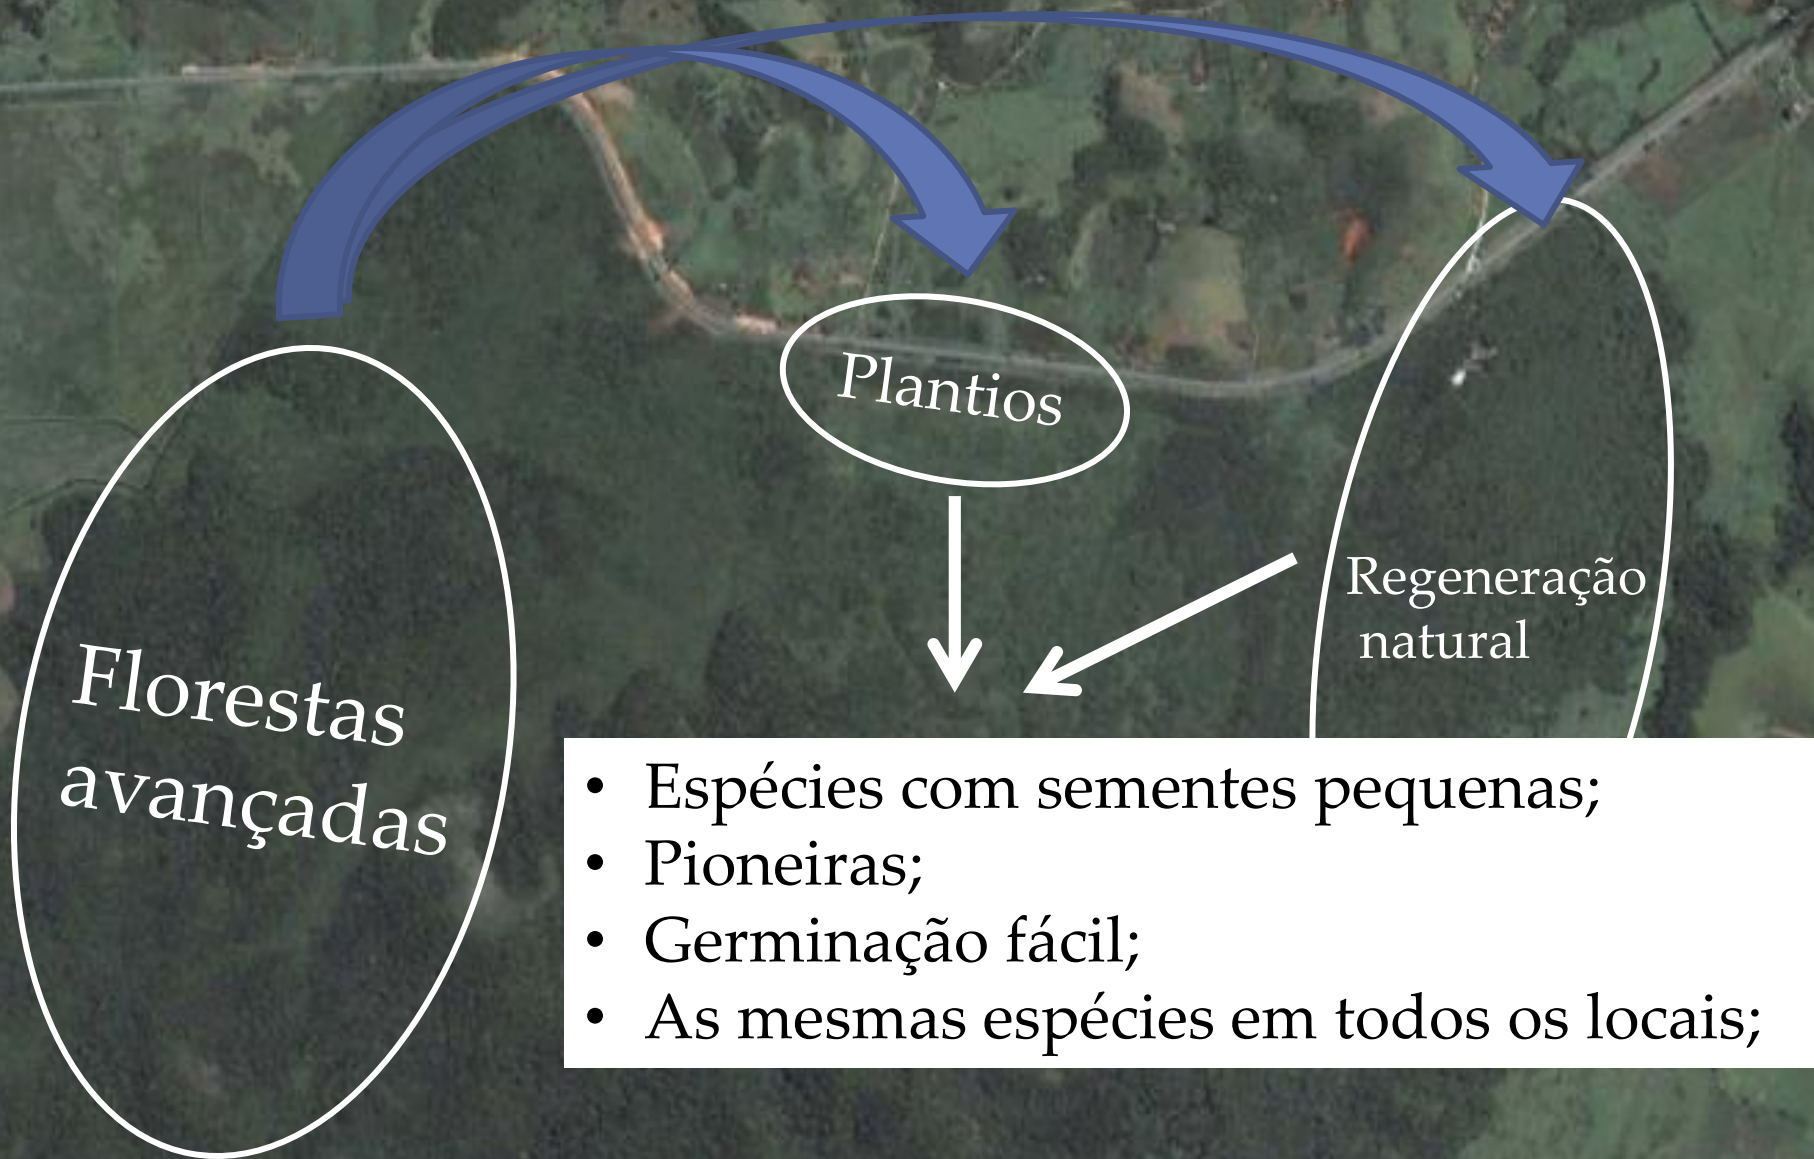 Plantios
Regeneração
natural
Florestas
avançadas
• Espécies com sementes pequenas;
• Pioneiras;
• Germinação fácil;
• As mesmas espécies em todos os locais;